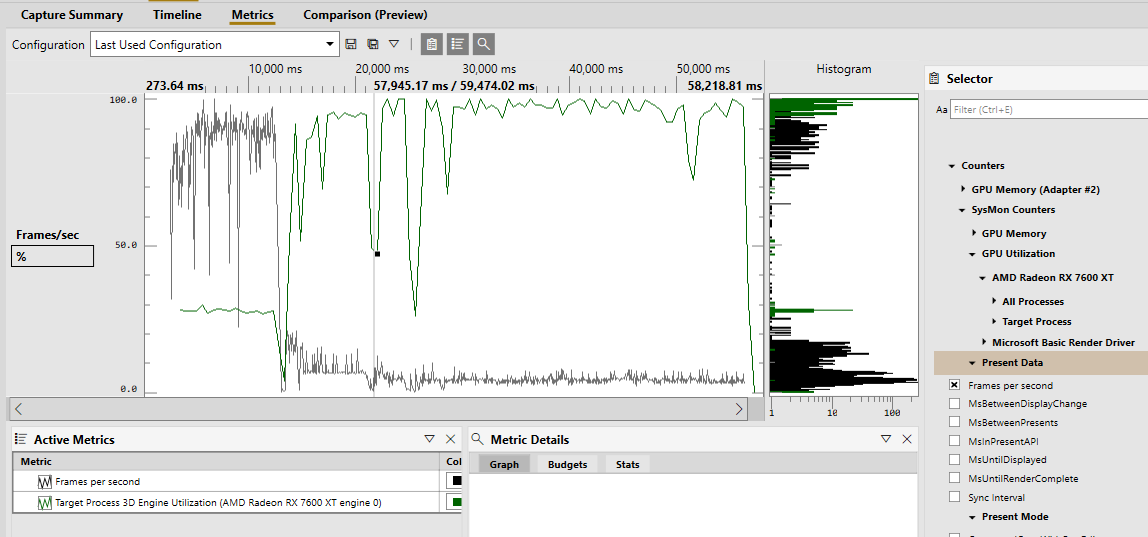 Capture Summary Timeline Metrics Comparison (Preview)
Configuration Last Used Configuration
10,000 ms 20,000 ms 30,000 ms 40,000 ms 50,000 ms Histogram
273.64 ms 57,945.17 ms / 59,474.02 ms 58,218.81 ms
100.0
50.0
0.0
Frames/sec
%
1 10 100
Selector
Aa Filter (Ctrl+E)
Counters
GPU Memory (Adapter #2)
SysMon Counters
GPU Memory
GPU Utilization
AMD Radeon RX 7600 XT
All Processes
Target Process
Microsoft Basic Render Driver
Present Data
Frames per second
MsBetweenDisplayChange
MsBetweenPresents
MsInPresentAPI
MsUntilDisplayed
MsUntilRenderComplete
Sync Interval
Present Mode
Active Metrics
Metric Col
Frames per second
Target Process 3D Engine Utilization (AMD Radeon RX 7600 XT engine 0)
Metric Details
Graph Budgets Stats